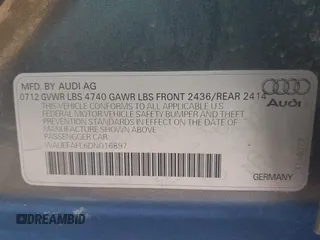 MFD. BY AUDI AG
0712 GVWR LBS 4740 GAWR LBS FRONT 2436/REAR 2414
THIS VEHICLE CONFORMS TO ALL APPLICABLE U.S.
FEDERAL MOTOR VEHICLE SAFETY BUMPER AND
THEFT PREVENTION STANDARDS IN EFFECT ON THE
DATE OF MANUFACTURE SHOWN ABOVE.
PASSENGER CAR
Audi
GERMANY
DREAMBID